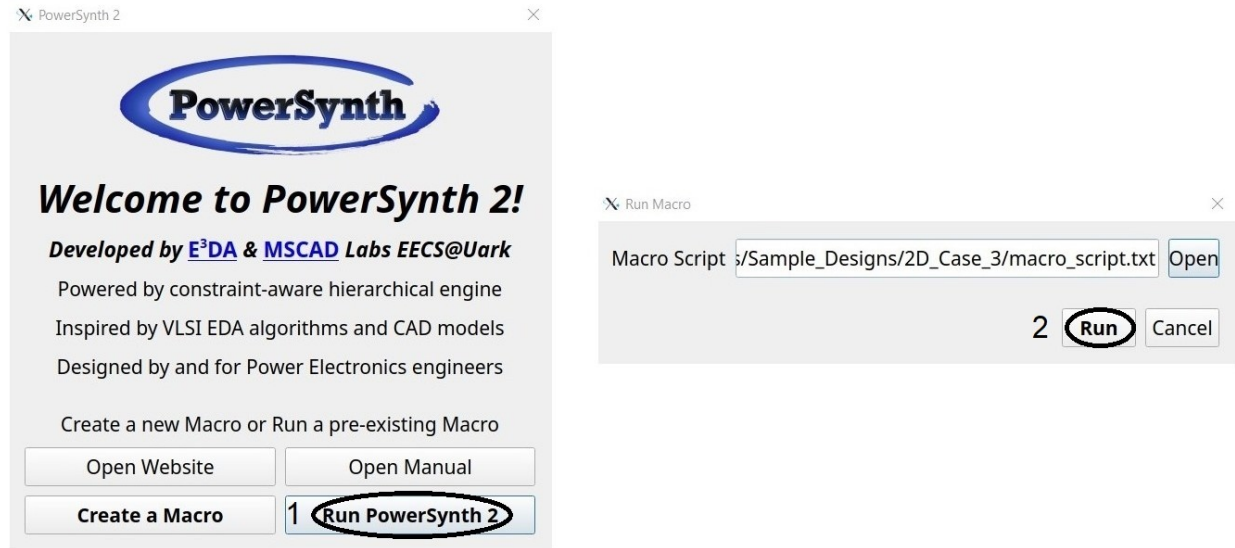 PowerSynth 2
PowerSynth
Welcome to PowerSynth 2!
Developed by E³DA & MSCAD Labs EECS@Uark
Powered by constraint-aware hierarchical engine
Inspired by VLSI EDA algorithms and CAD models
Designed by and for Power Electronics engineers
Create a new Macro or Run a pre-existing Macro
Open Website Open Manual
Create a Macro 1 Run PowerSynth 2
Run Macro
Macro Script s/Sample_Designs/2D_Case_3/macro_script.txt Open
2 Run Cancel